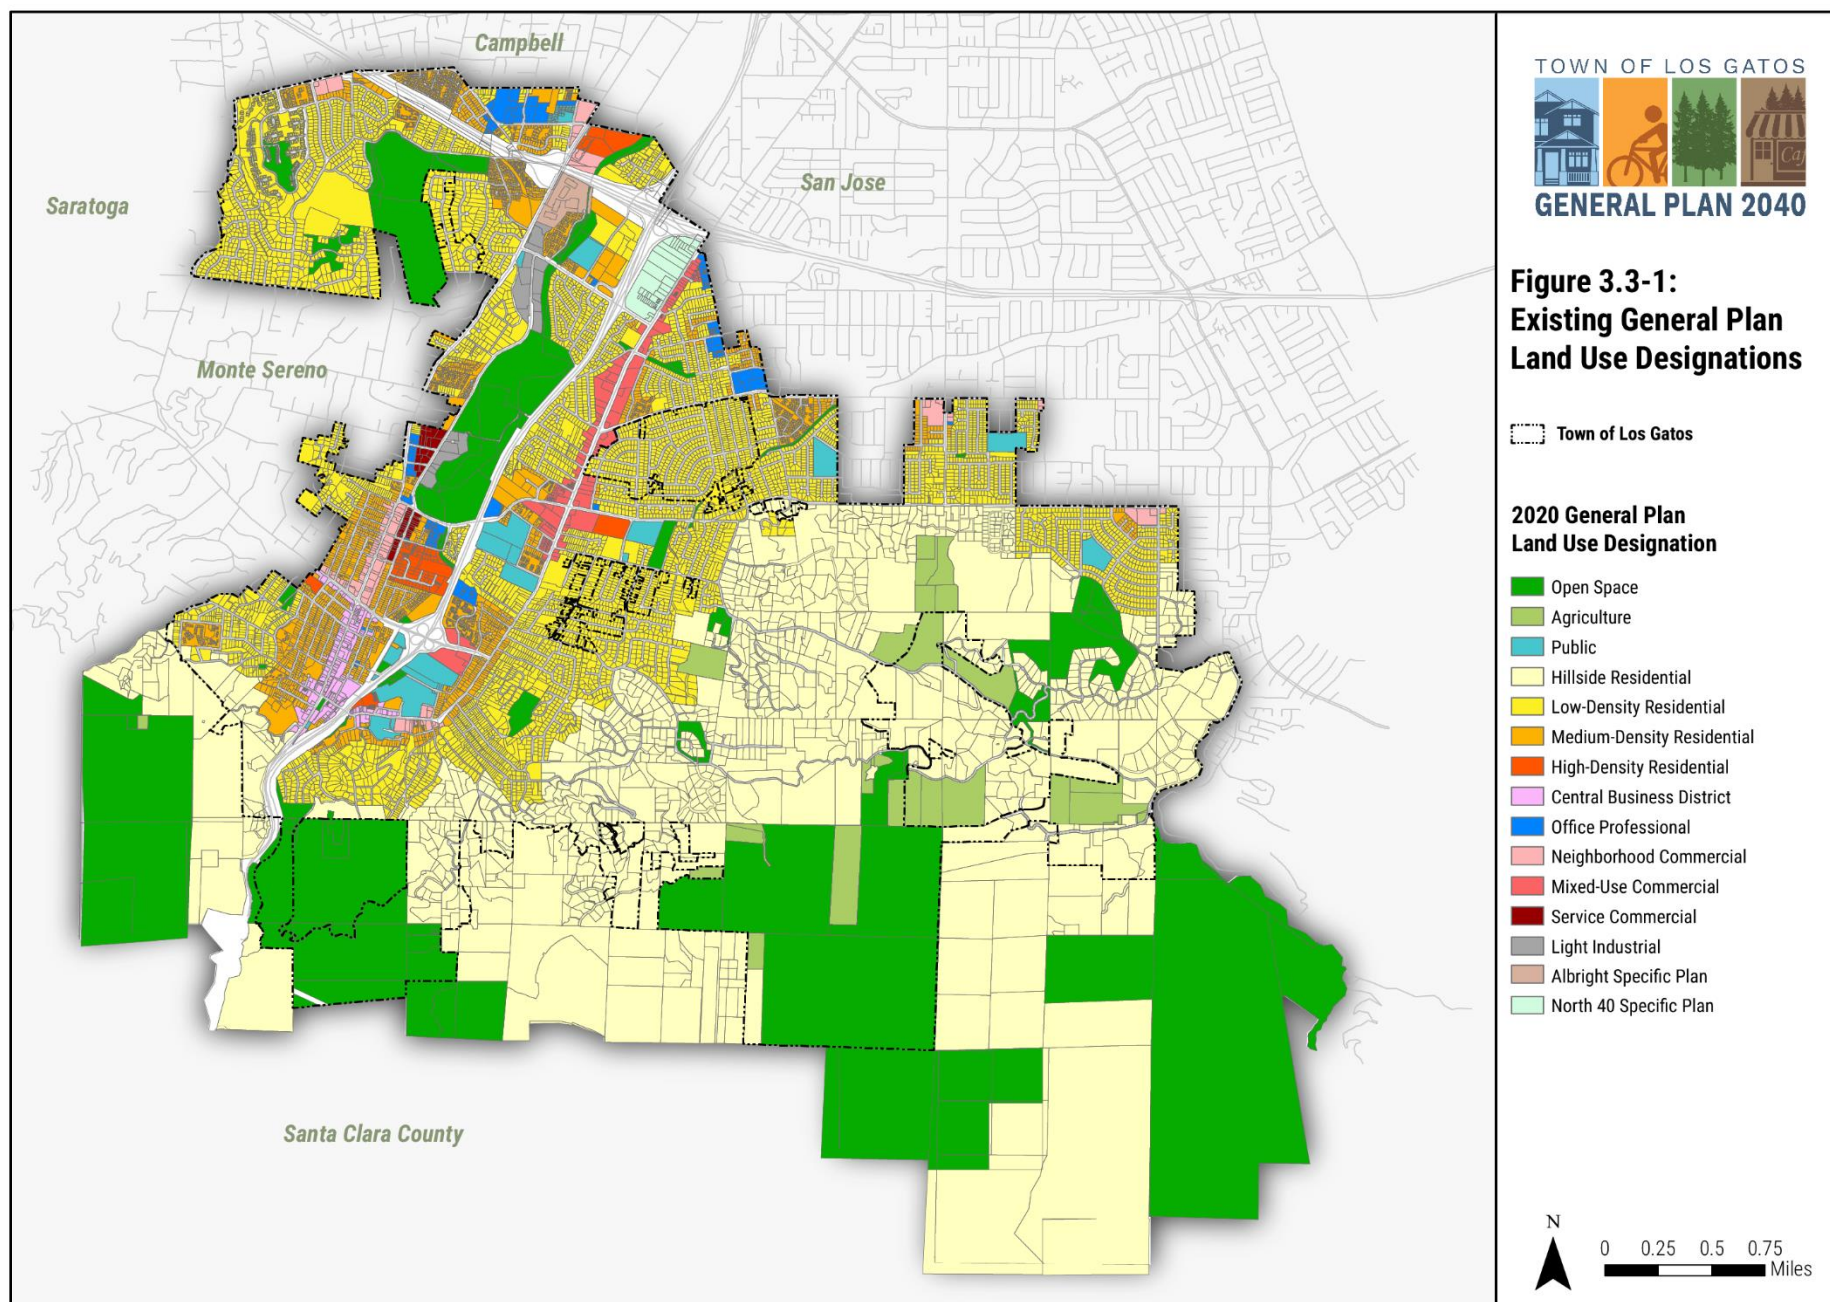 Campbell
San Jose
Saratoga
Monte Sereno
Santa Clara County
TOWN OF LOS GATOS
Caf
GENERAL PLAN 2040
Figure 3.3-1:
Existing General Plan
Land Use Designations
Town of Los Gatos
2020 General Plan
Land Use Designation
Open Space
Agriculture
Public
Hillside Residential
Low-Density Residential
Medium-Density Residential
High-Density Residential
Central Business District
Office Professional
Neighborhood Commercial
Mixed-Use Commercial
Service Commercial
Light Industrial
Albright Specific Plan
North 40 Specific Plan
N
0 0.25 0.5 0.75
Miles